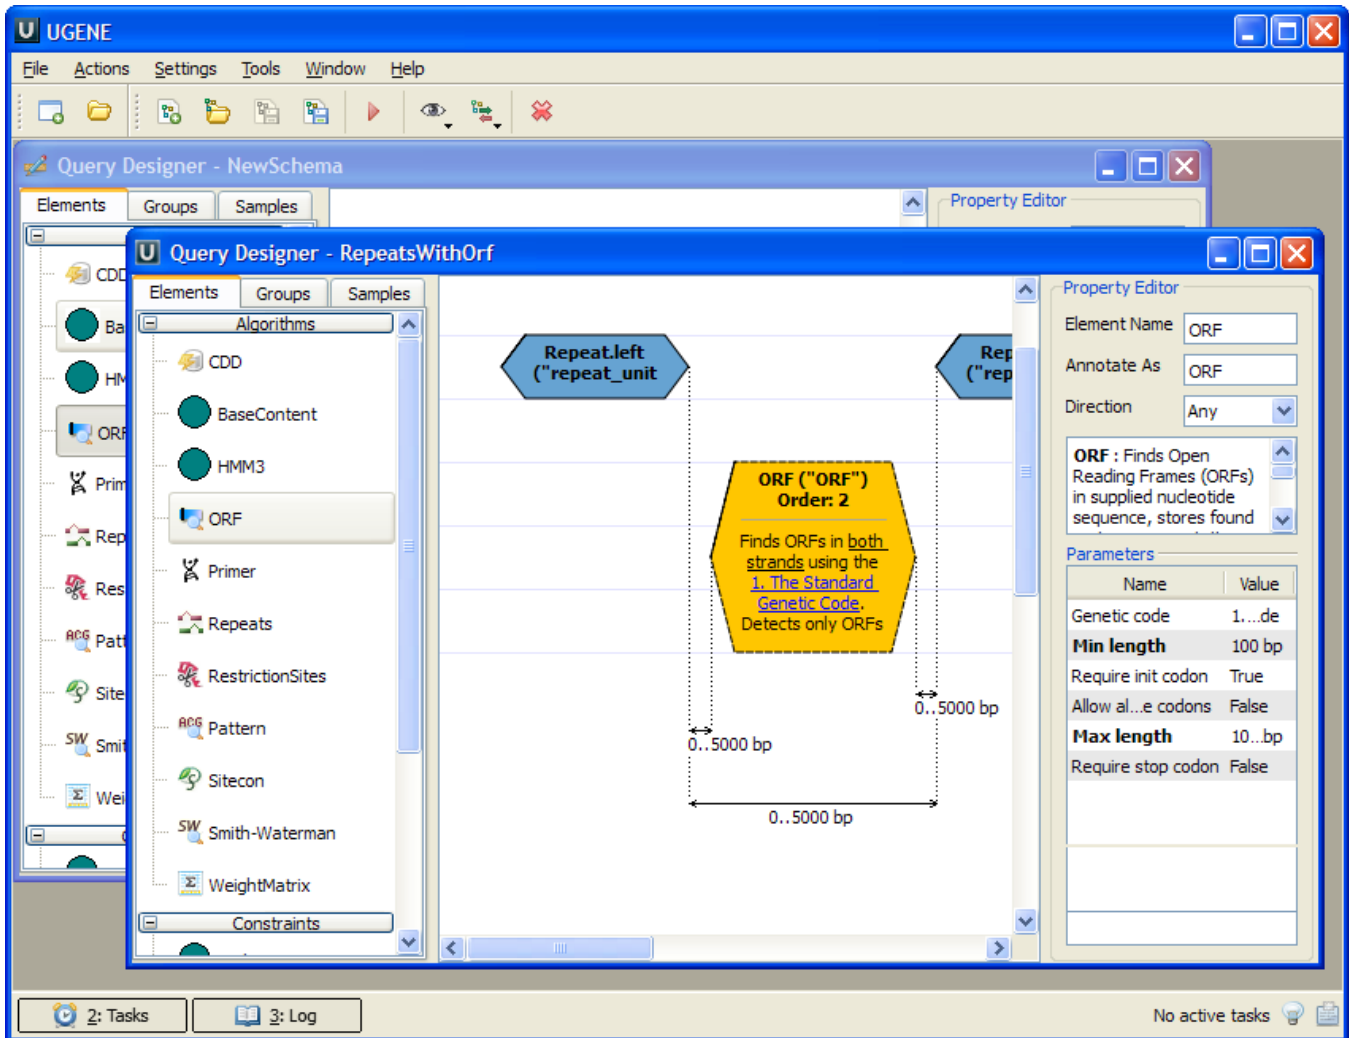 UGENE
File Actions Settings Tools Window Help
Query Designer - NewSchema
Elements Groups Samples
Property Editor
CDD
Ba
HM
ORF
Prim
Rep
Res
Patt
Site
Smit
Wei
Query Designer - RepeatsWithOrf
Elements Groups Samples
Algorithms
CDD
BaseContent
HMM3
ORF
Primer
Repeats
RestrictionSites
ACG Pattern
Sitecon
SW Smith-Waterman
Σ WeightMatrix
Constraints
Repeat.left
("repeat_unit
Rep
("rep
ORF ("ORF")
Order: 2
Finds ORFs in both
strands using the
1. The Standard
Genetic Code.
Detects only ORFs
0..5000 bp
0..5000 bp
0..5000 bp
Property Editor
Element Name ORF
Annotate As ORF
Direction Any
ORF : Finds Open
Reading Frames (ORFs)
in supplied nucleotide
sequence, stores found
Parameters
Name Value
Genetic code 1....de
Min length 100 bp
Require init codon True
Allow al...e codons False
Max length 10...bp
Require stop codon False
2: Tasks 3: Log No active tasks